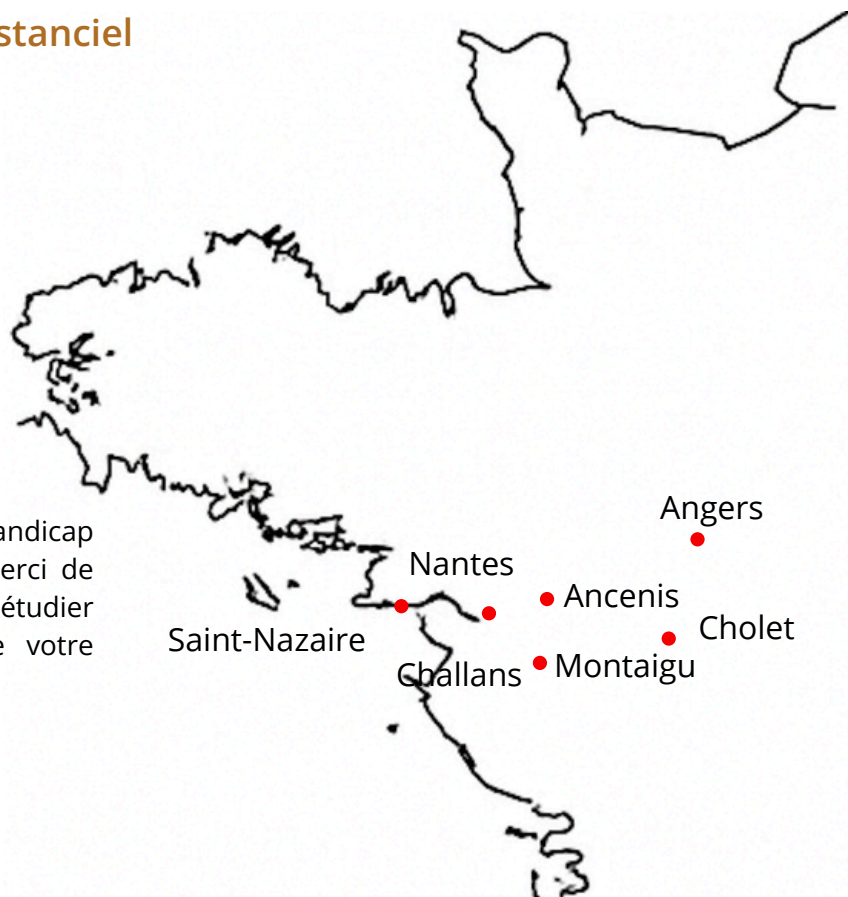 stanciel
andicap
erci de
étudier
e votre
Angers
Nantes
Ancenis
Cholet
Saint-Nazaire
Challans
Montaigu